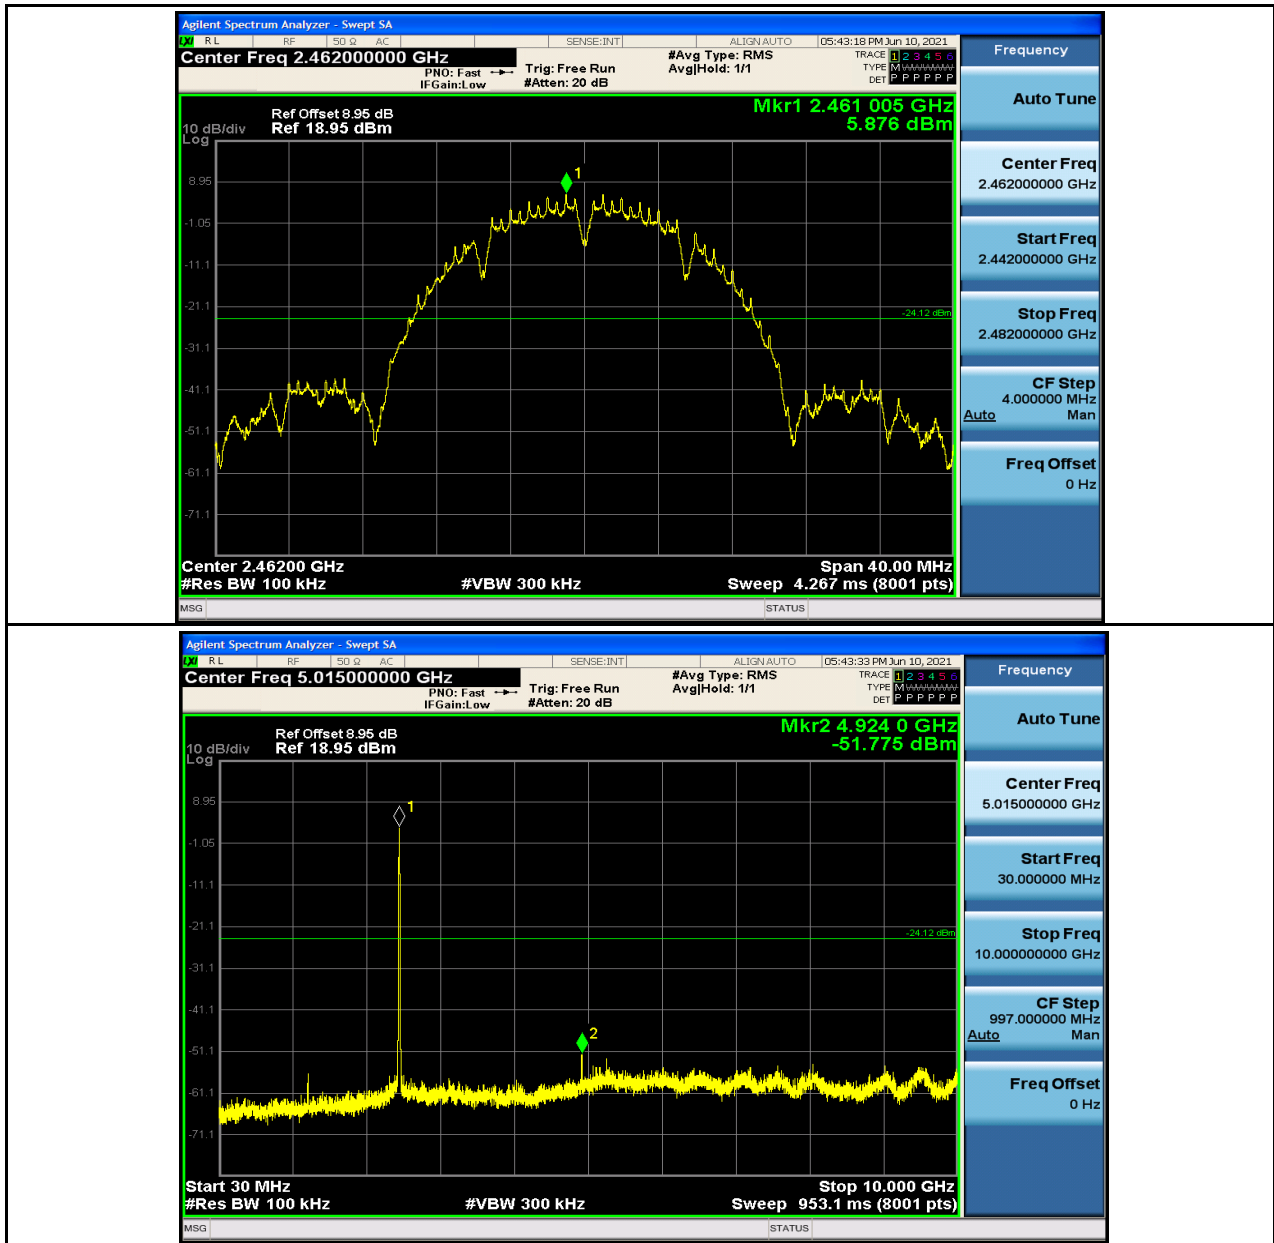 Agilent Spectrum Analyzer - Swept SA
LXI RL RF 50 Ω AC SENSE:INT ALIGN AUTO 05:43:18 PM Jun 10, 2021
Center Freq 2.462000000 GHz
PNO: Fast
IFGain:Low
Trig: Free Run
#Atten: 20 dB
#Avg Type: RMS
Avg|Hold: 1/1
TRACE 1 2 3 4 5 6
TYPE M WWWWW
DET P P P P P P
Mkr1 2.461 005 GHz
5.876 dBm
Ref Offset 8.95 dB
Ref 18.95 dBm
10 dB/div
Log
8.95
-1.05
-11.1
-21.1
-31.1
-41.1
-51.1
-61.1
-71.1
1
-24.12 dBm
Center 2.46200 GHz
Span 40.00 MHz
#Res BW 100 kHz
#VBW 300 kHz
Sweep 4.267 ms (8001 pts)
MSG
STATUS
Frequency
Auto Tune
Center Freq
2.462000000 GHz
Start Freq
2.442000000 GHz
Stop Freq
2.482000000 GHz
CF Step
4.000000 MHz
Auto Man
Freq Offset
0 Hz
Agilent Spectrum Analyzer - Swept SA
LXI RL RF 50 Ω AC SENSE:INT ALIGN AUTO 05:43:33 PM Jun 10, 2021
Center Freq 5.015000000 GHz
PNO: Fast
IFGain:Low
Trig: Free Run
#Atten: 20 dB
#Avg Type: RMS
Avg|Hold: 1/1
TRACE 1 2 3 4 5 6
TYPE M WWWWW
DET P P P P P P
Mkr2 4.924 0 GHz
-51.775 dBm
Ref Offset 8.95 dB
Ref 18.95 dBm
10 dB/div
Log
8.95
-1.05
-11.1
-21.1
-31.1
-41.1
-51.1
-61.1
-71.1
1
2
-24.12 dBm
Start 30 MHz
Stop 10.000 GHz
#Res BW 100 kHz
#VBW 300 kHz
Sweep 953.1 ms (8001 pts)
MSG
STATUS
Frequency
Auto Tune
Center Freq
5.015000000 GHz
Start Freq
30.000000 MHz
Stop Freq
10.000000000 GHz
CF Step
997.000000 MHz
Auto Man
Freq Offset
0 Hz